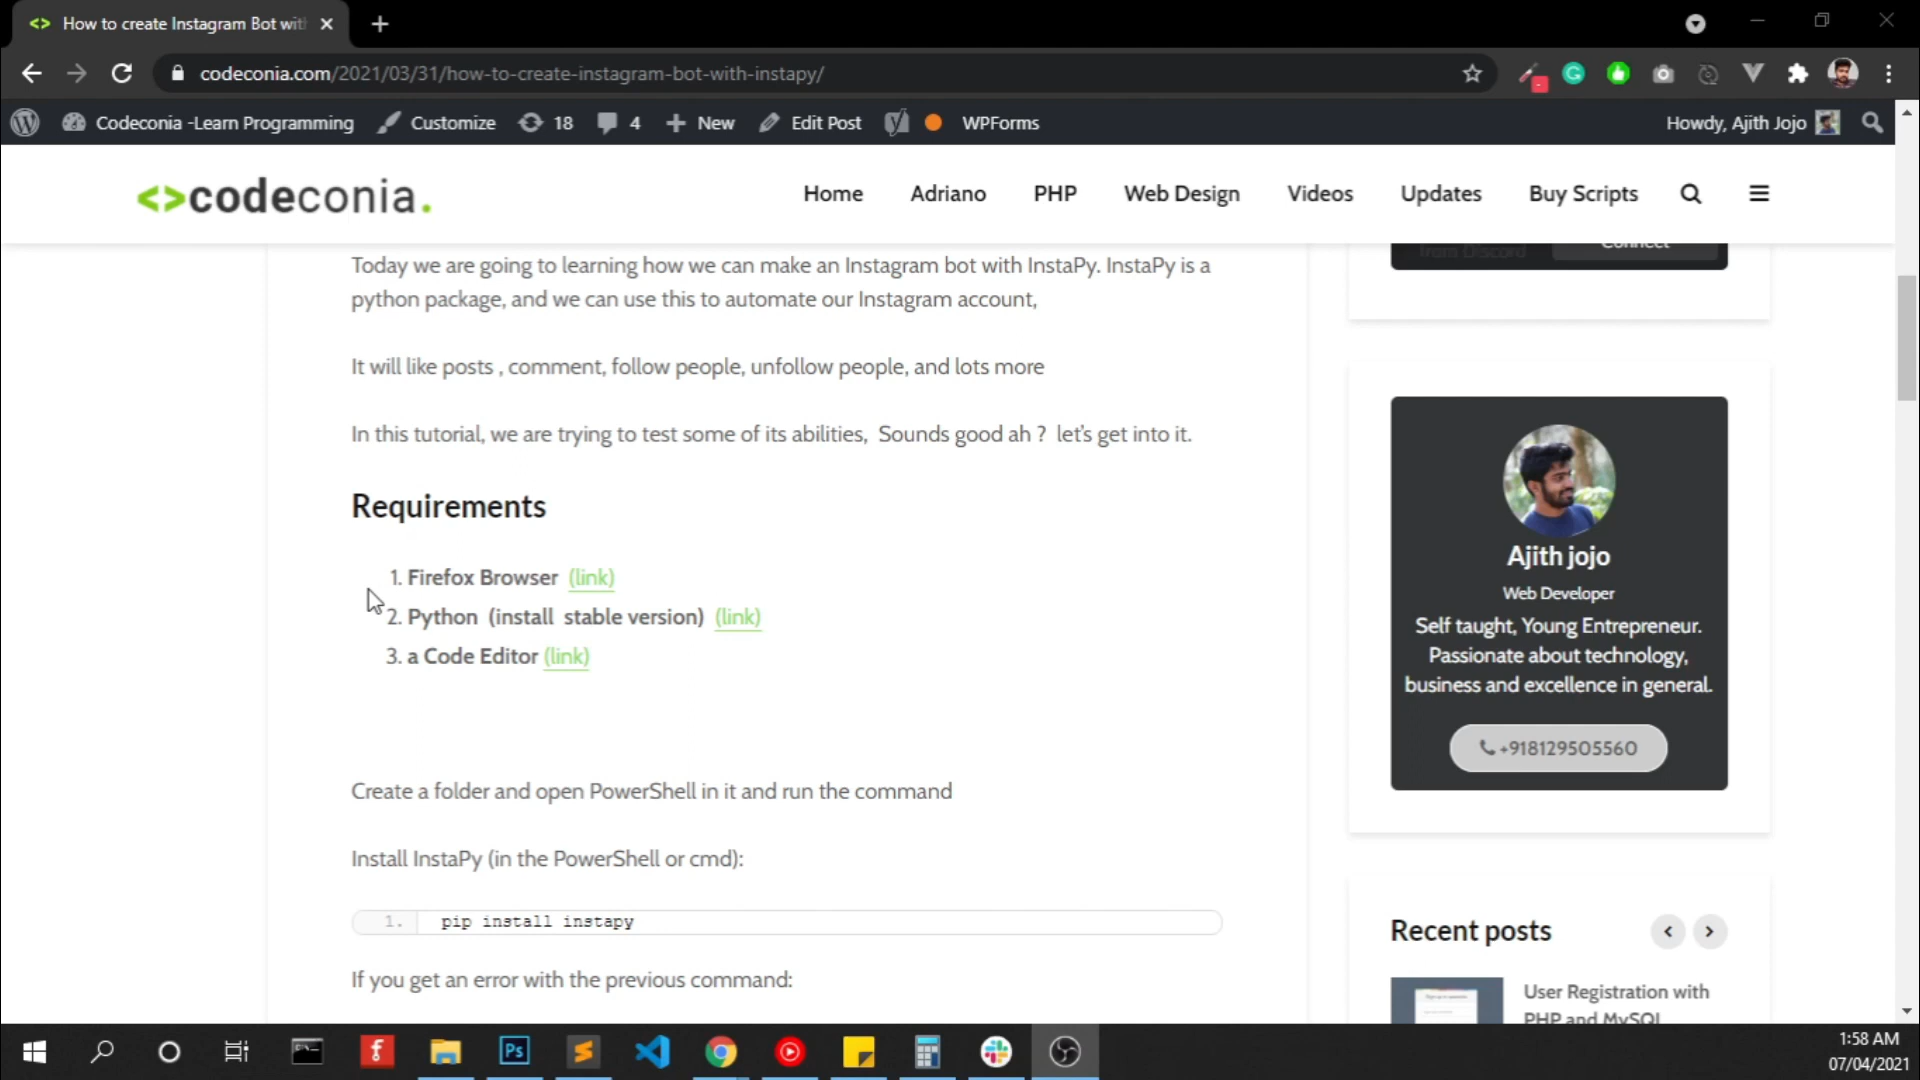 How to create Instagram Bot wit
codeconia.com/2021/03/31/how-to-create-instagram-bot-with-instapy/
Codeconia -Learn Programming Customize 18 4 New Edit Post WPForms Howdy, Ajith Jojo
<>codeconia.
Home Adriano PHP Web Design Videos Updates Buy Scripts
from Discord Connect
Today we are going to learning how we can make an Instagram bot with InstaPy. InstaPy is a
python package, and we can use this to automate our Instagram account,
It will like posts , comment, follow people, unfollow people, and lots more
In this tutorial, we are trying to test some of its abilities, Sounds good ah ? let's get into it.
Requirements
1. Firefox Browser (link)
2. Python (install stable version) (link)
3. a Code Editor (link)
Create a folder and open PowerShell in it and run the command
Install InstaPy (in the PowerShell or cmd):
1. pip install instapy
If you get an error with the previous command:
Ajith jojo
Web Developer
Self taught, Young Entrepreneur.
Passionate about technology,
business and excellence in general.
+918129505560
Recent posts
User Registration with
PHP and MySQL
Ps
1:58 AM
07/04/2021